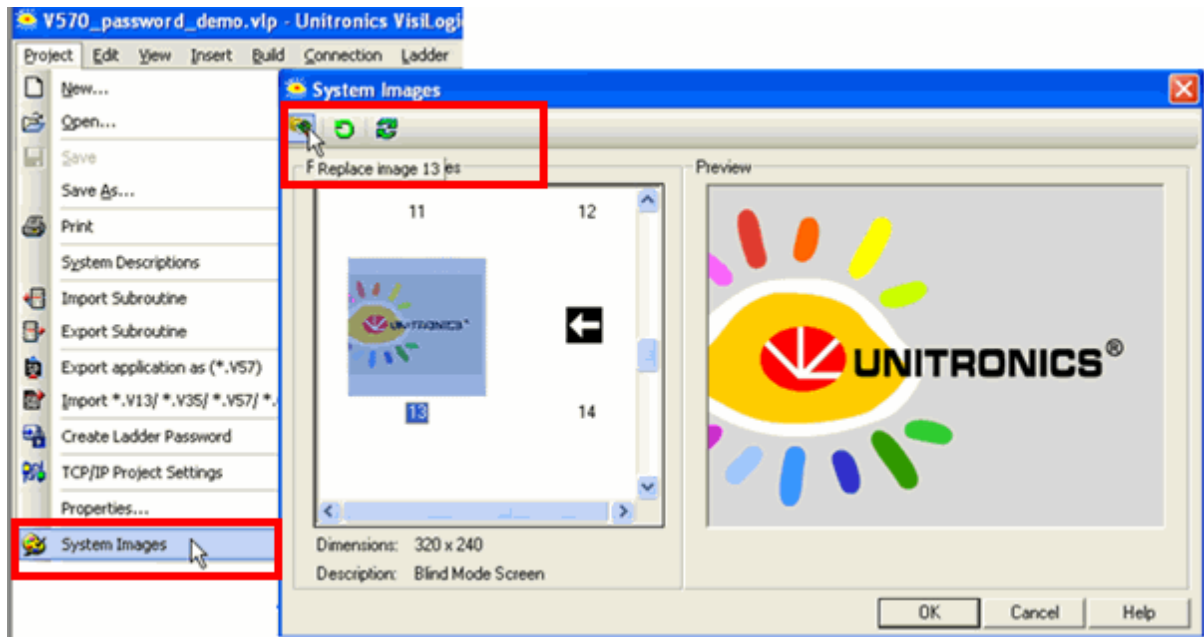 V570_password_demo.vlp - Unitronics VisiLogi
Project Edit View Insert Build Connection Ladder
New...
Open...
Save
Save As...
Print
System Descriptions
Import Subroutine
Export Subroutine
Export application as (*.V57)
Import *.V13/ *.V35/ *.V57/ *.
Create Ladder Password
TCP/IP Project Settings
Properties...
System Images
System Images
Replace image 13
Preview
11 12
UNITRONICS®
13 14
Dimensions: 320 x 240
Description: Blind Mode Screen
UNITRONICS®
OK Cancel Help